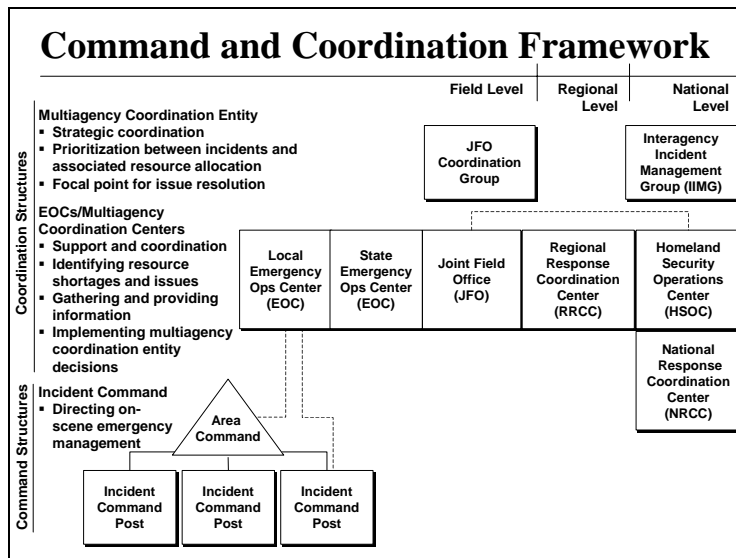 Command and Coordination Framework
Field Level
Regional
Level
National
Level
Coordination Structures
Multiagency Coordination Entity
▪ Strategic coordination
▪ Prioritization between incidents and
associated resource allocation
▪ Focal point for issue resolution
JFO
Coordination
Group
Interagency
Incident
Management
Group (IIMG)
EOCs/Multiagency
Coordination Centers
▪ Support and coordination
▪ Identifying resource
shortages and issues
▪ Gathering and providing
information
▪ Implementing multiagency
coordination entity
decisions
Local
Emergency
Ops Center
(EOC)
State
Emergency
Ops Center
(EOC)
Joint Field
Office
(JFO)
Regional
Response
Coordination
Center
(RRCC)
Homeland
Security
Operations
Center
(HSOC)
National
Response
Coordination
Center
(NRCC)
Command Structures
Incident Command
▪ Directing on-
scene emergency
management
Area
Command
Incident
Command
Post
Incident
Command
Post
Incident
Command
Post